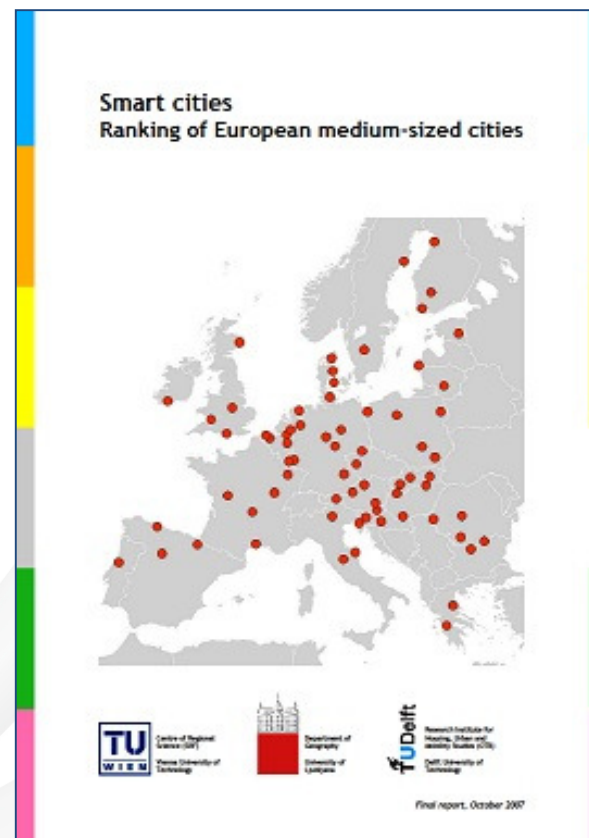 Smart cities
Ranking of European medium-sized cities
TU
WIEN
Centre of Regional
Science (SRF)
Vienna University of
Technology
Department of
Geography
University of
Ljubljana
TUDelft
Research Institute for
Housing, Urban and
Mobility Studies (OTB)
Delft University of
Technology
Final report, October 2007